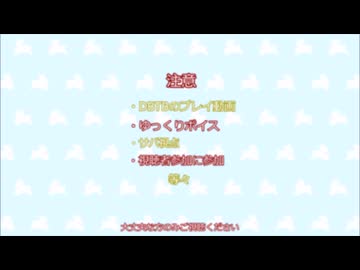 注意
・DBTBのプレイ動画
・ゆっくりボイス
・サバ視点
・視聴者参加に参加
等々
大丈夫な方のみご視聴ください